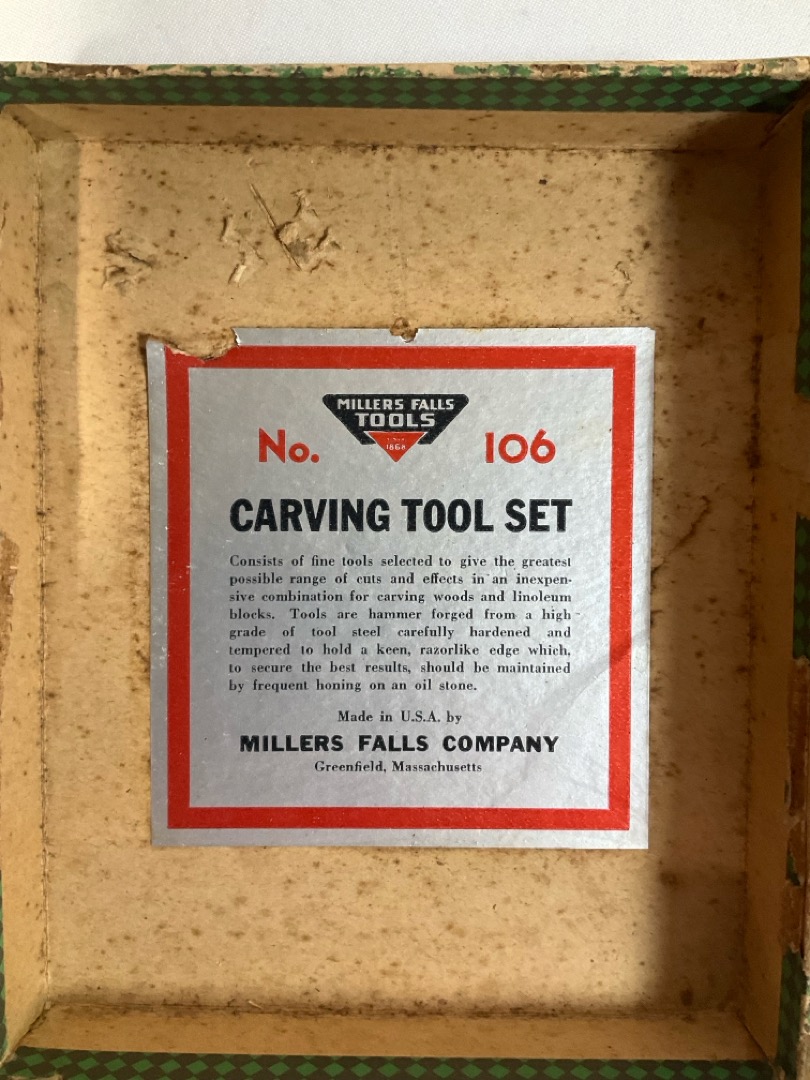 MILLERS FALLS
TOOLS
SINCE
1868
No. 106
CARVING TOOL SET
Consists of fine tools selected to give the greatest
possible range of cuts and effects in an inexpen-
sive combination for carving woods and linoleum
blocks. Tools are hammer forged from a high
grade of tool steel carefully hardened and
tempered to hold a keen, razorlike edge which,
to secure the best results, should be maintained
by frequent honing on an oil stone.
Made in U.S.A. by
MILLERS FALLS COMPANY
Greenfield, Massachusetts